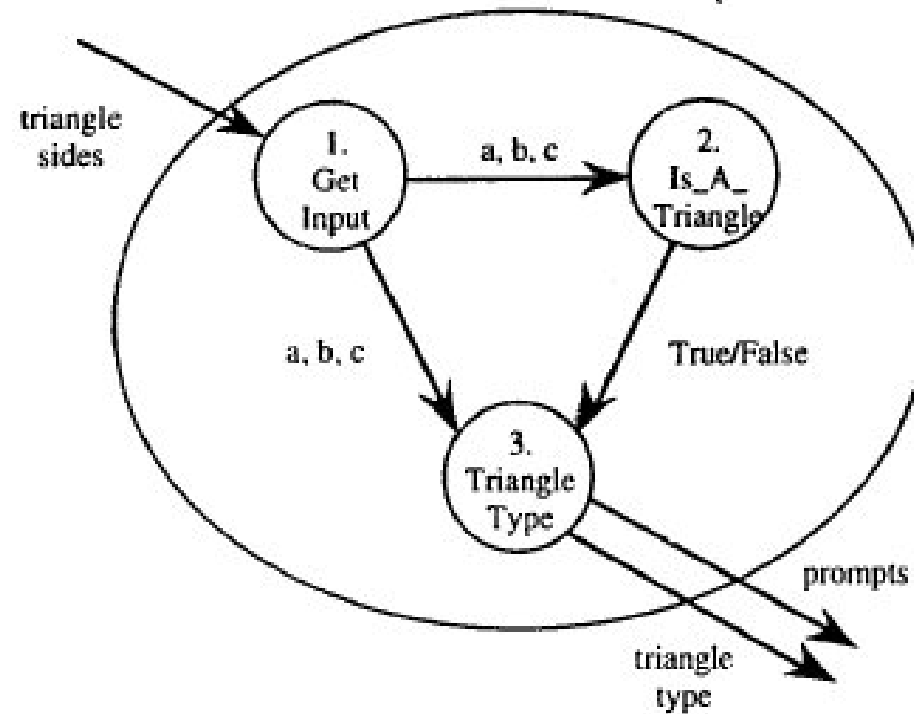 triangle
sides
1.
Get
Input
a, b, c
2.
Is_A_
Triangle
a, b, c
True/False
3.
Triangle
Type
prompts
triangle
type